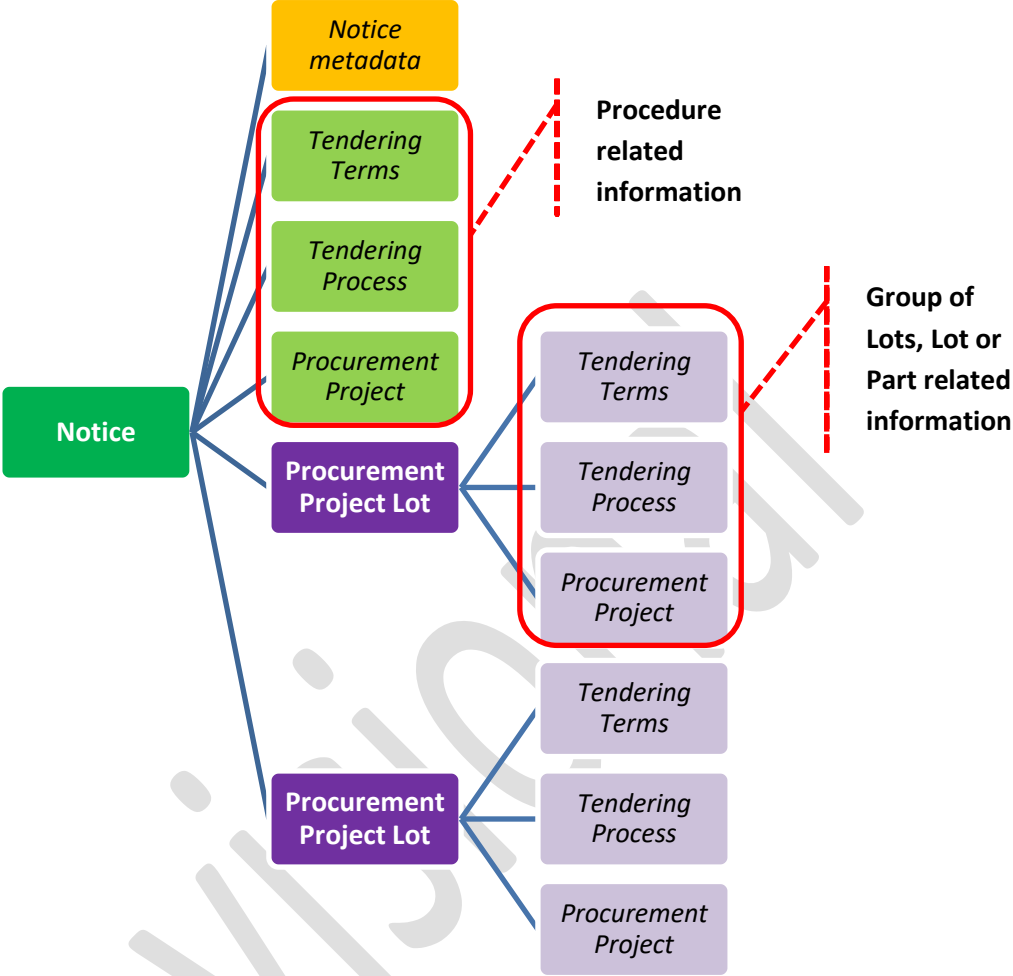 Notice
metadata
Tendering
Terms
Tendering
Process
Procurement
Project
Procedure
related
information
Notice
Procurement
Project Lot
Tendering
Terms
Tendering
Process
Procurement
Project
Group of
Lots, Lot or
Part related
information
Procurement
Project Lot
Tendering
Terms
Tendering
Process
Procurement
Project